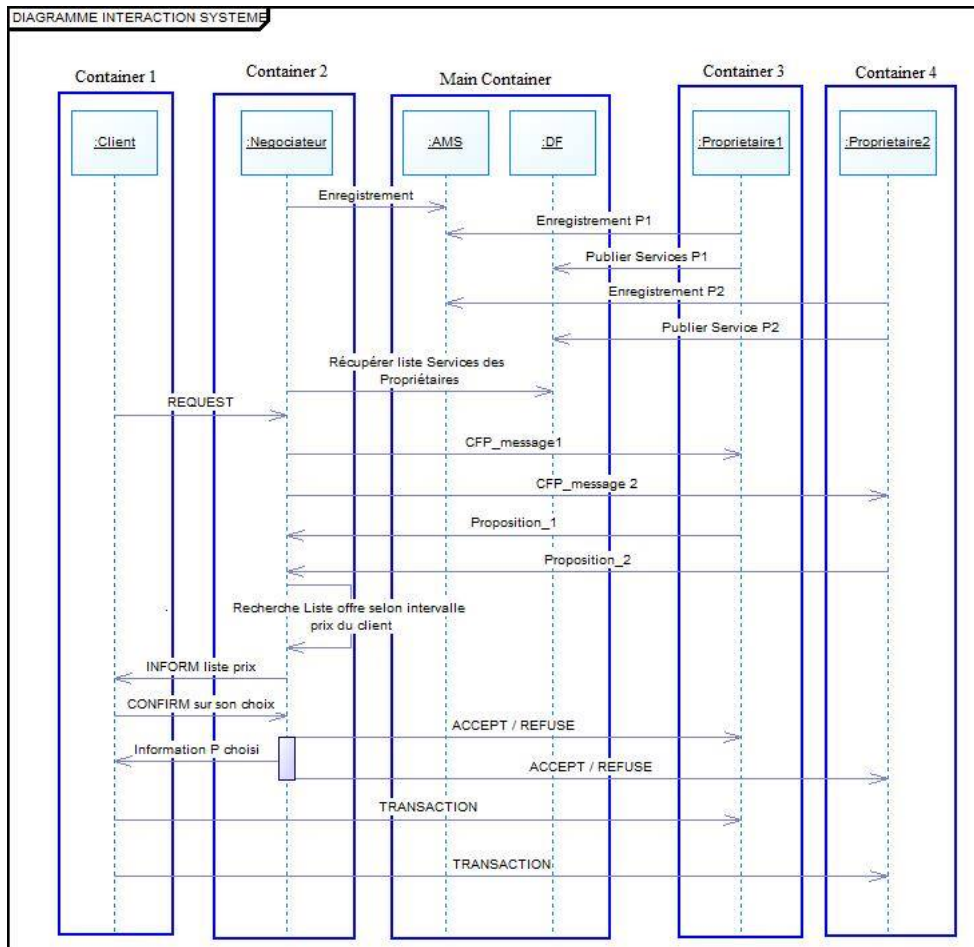 DIAGRAMME INTERACTION SYSTEME
Container 1
Container 2
Main Container
Container 3
Container 4
:Client
:Negociateur
:AMS
:DF
:Proprietaire1
:Proprietaire2
Enregistrement
Enregistrement P1
Publier Services P1
Enregistrement P2
Publier Service P2
Récupérer liste Services des
Propriétaires
REQUEST
CFP_message1
CFP_message 2
Proposition_1
Proposition_2
Recherche Liste offre selon intervalle
prix du client
INFORM liste prix
CONFIRM sur son choix
ACCEPT / REFUSE
Information P choisi
ACCEPT / REFUSE
TRANSACTION
TRANSACTION